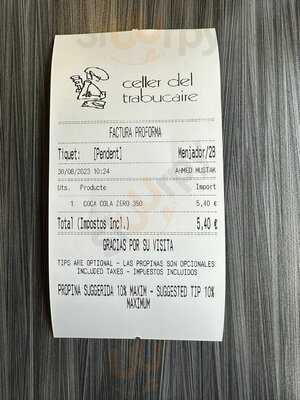 celler del
trabucaire
FACTURA PROFORMA
Tiquet: [Pendent] Menjador/28
30/08/2023 10:24 AHMED MUSTAK
Uts. Producte Import
1 COCA COLA ZERO 350 5,40 €
Total (Impostos Incl.) 5,40 €
GRACIAS POR SU VISITA
TIPS ARE OPTIONAL - LAS PROPINAS SON OPCIONALES
INCLUDED TAXES - IMPUESTOS INCLUIDOS
PROPINA SUGGERIDA 10% MAXIM - SUGGESTED TIP 10%
MAXIMUM